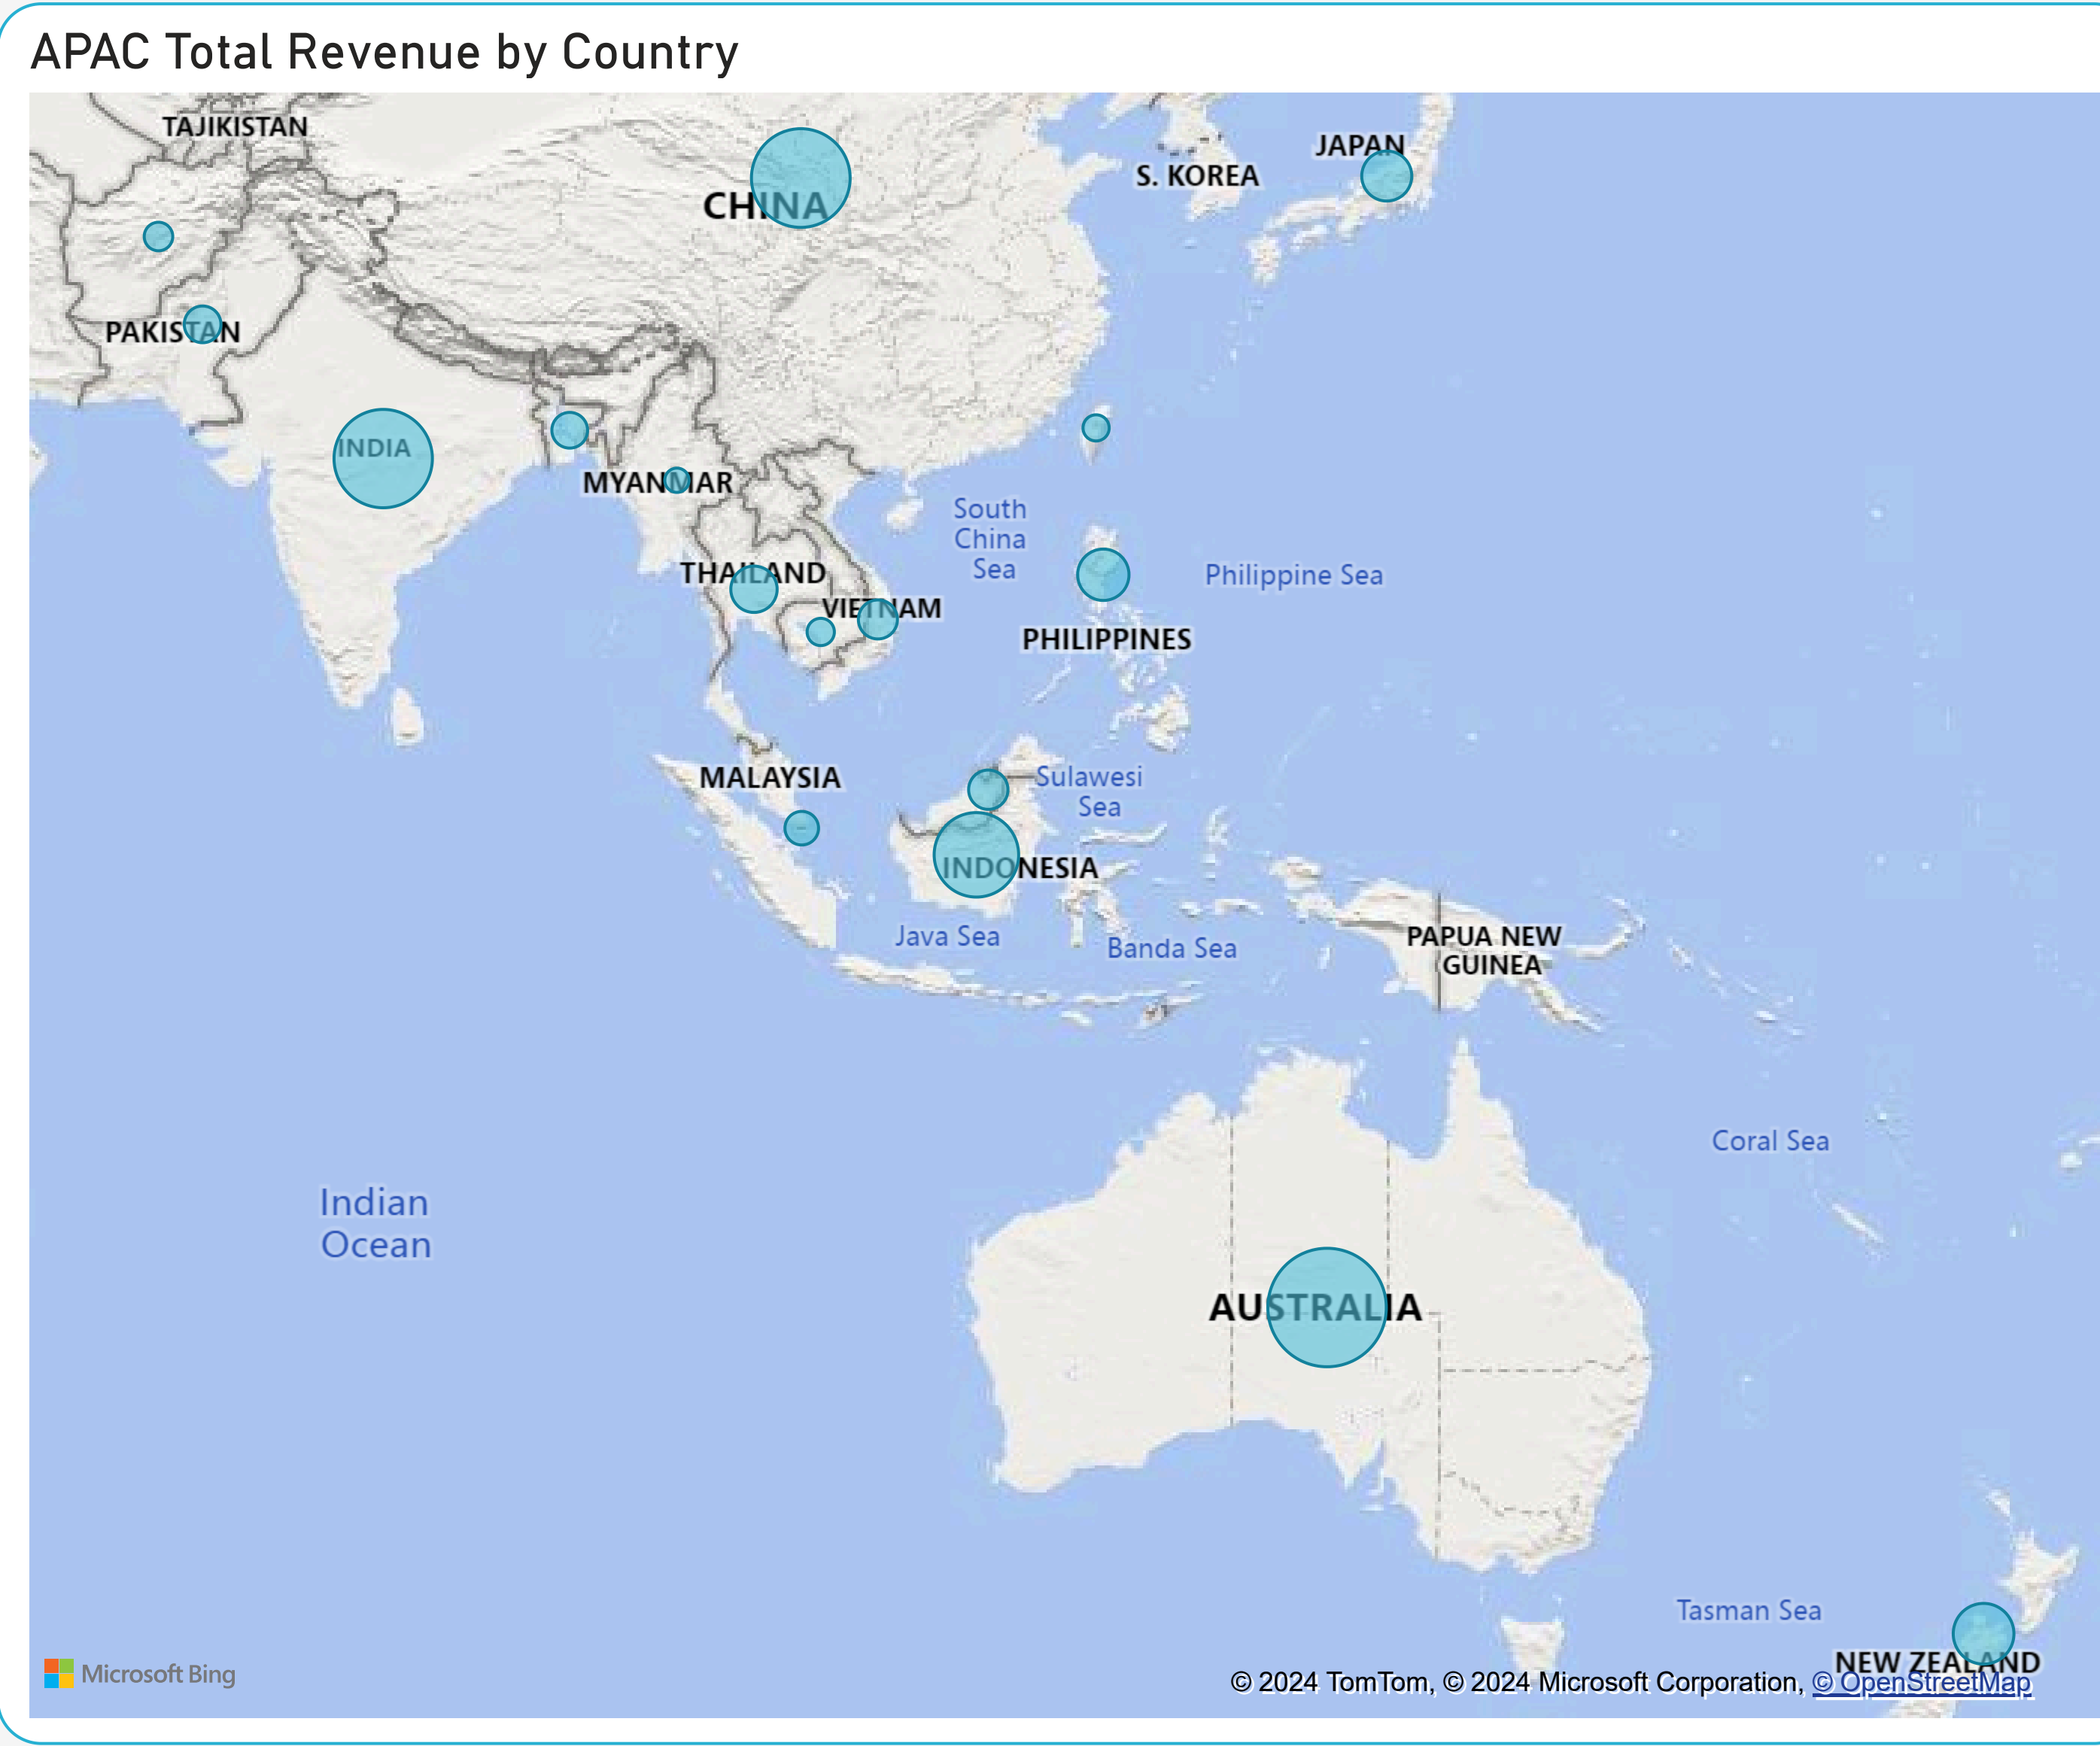 APAC Total Revenue by Country
TAJIKISTAN
JAPAN
S. KOREA
CHINA
PAKISTAN
INDIA
MYANMAR
South
China
Sea
THAILAND
Philippine Sea
VIETNAM
PHILIPPINES
MALAYSIA
Sulawesi
Sea
INDONESIA
Java Sea
Banda Sea
PAPUA NEW
GUINEA
Coral Sea
Indian
Ocean
AUSTRALIA
Tasman Sea
NEW ZEALAND
Microsoft Bing
© 2024 TomTom, © 2024 Microsoft Corporation, © OpenStreetMap